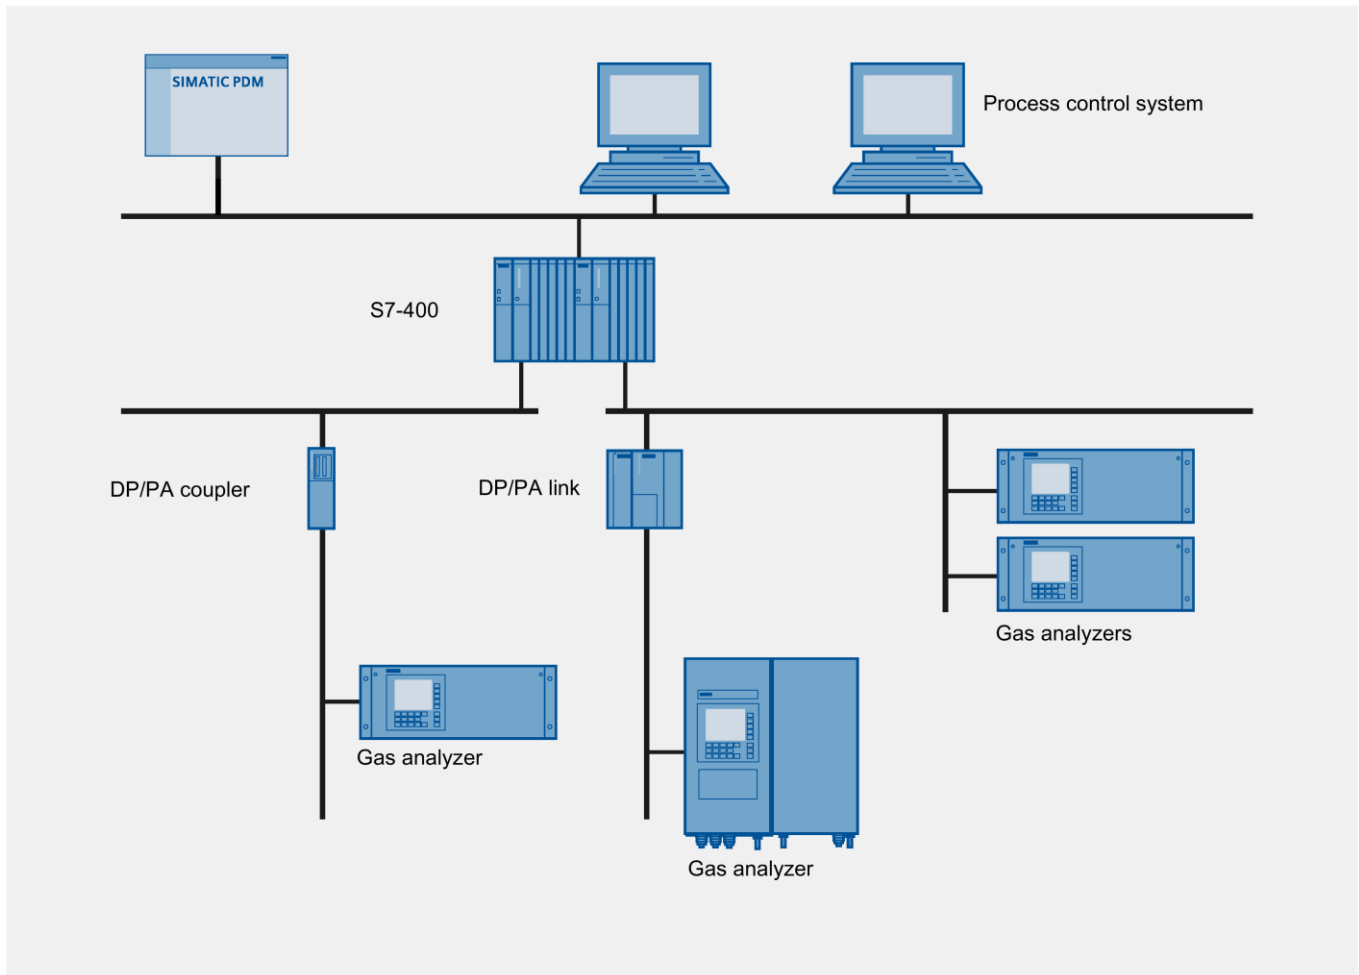 SIMATIC PDM
Process control system
S7-400
DP/PA coupler
DP/PA link
Gas analyzers
Gas analyzer
Gas analyzer